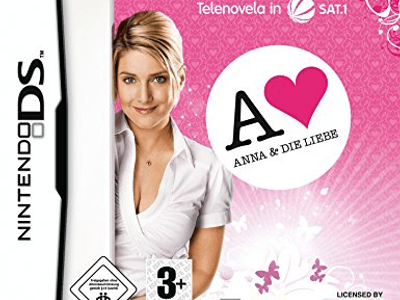 NINTENDO DS
Telenovela in SAT.1
A
ANNA & DIE LIEBE
3+
LICENSED BY